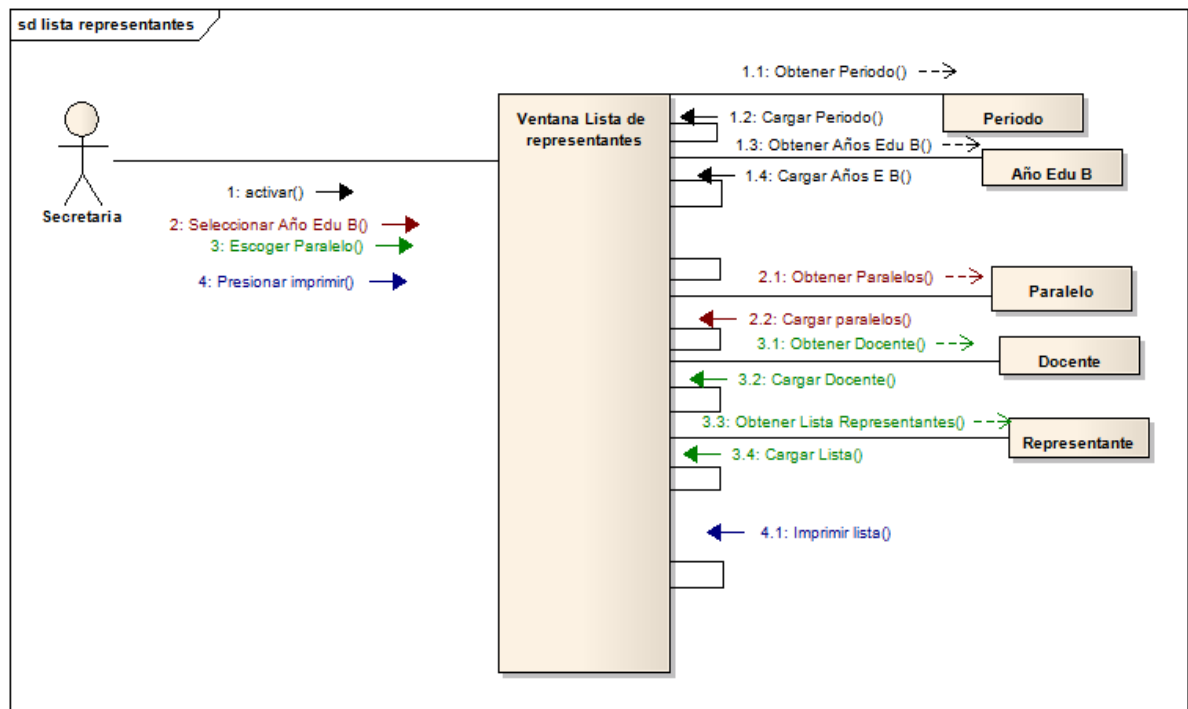 sd lista representantes
1.1: Obtener Periodo()
Ventana Lista de
representantes
1.2: Cargar Periodo()
Periodo
1.3: Obtener Años Edu B()
1.4: Cargar Años E B()
Año Edu B
Secretaria
1: activar()
2: Seleccionar Año Edu B()
3: Escoger Paralelo()
4: Presionar imprimir()
2.1: Obtener Paralelos()
Paralelo
2.2: Cargar paralelos()
3.1: Obtener Docente()
Docente
3.2: Cargar Docente()
3.3: Obtener Lista Representantes()
Representante
3.4: Cargar Lista()
4.1: Imprimir lista()